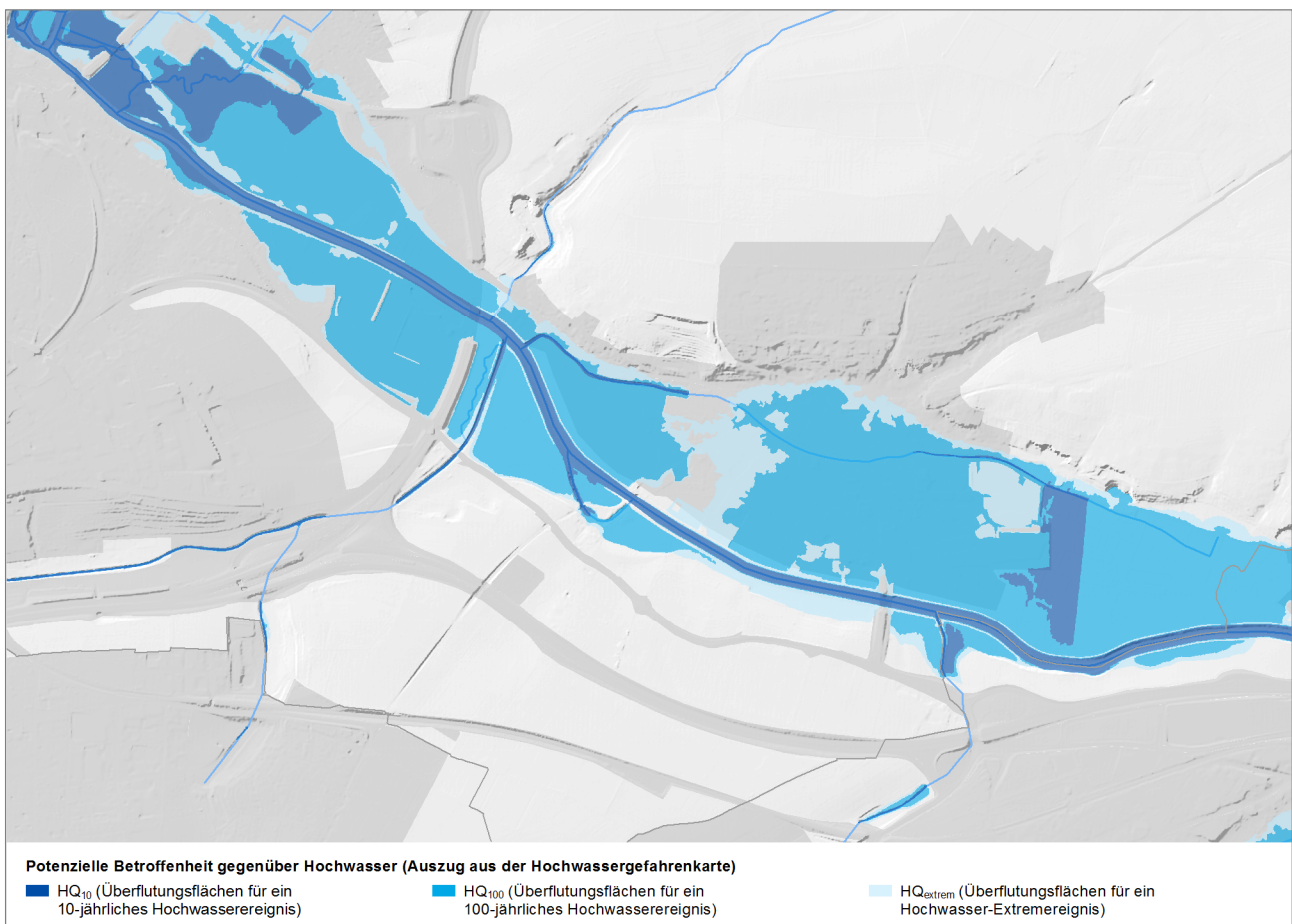 Potenzielle Betroffenheit gegenüber Hochwasser (Auszug aus der Hochwassergefahrenkarte)
HQ10 (Überflutungsflächen für ein
10-jährliches Hochwasserereignis)
HQ100 (Überflutungsflächen für ein
100-jährliches Hochwasserereignis)
HQextrem (Überflutungsflächen für ein
Hochwasser-Extremereignis)